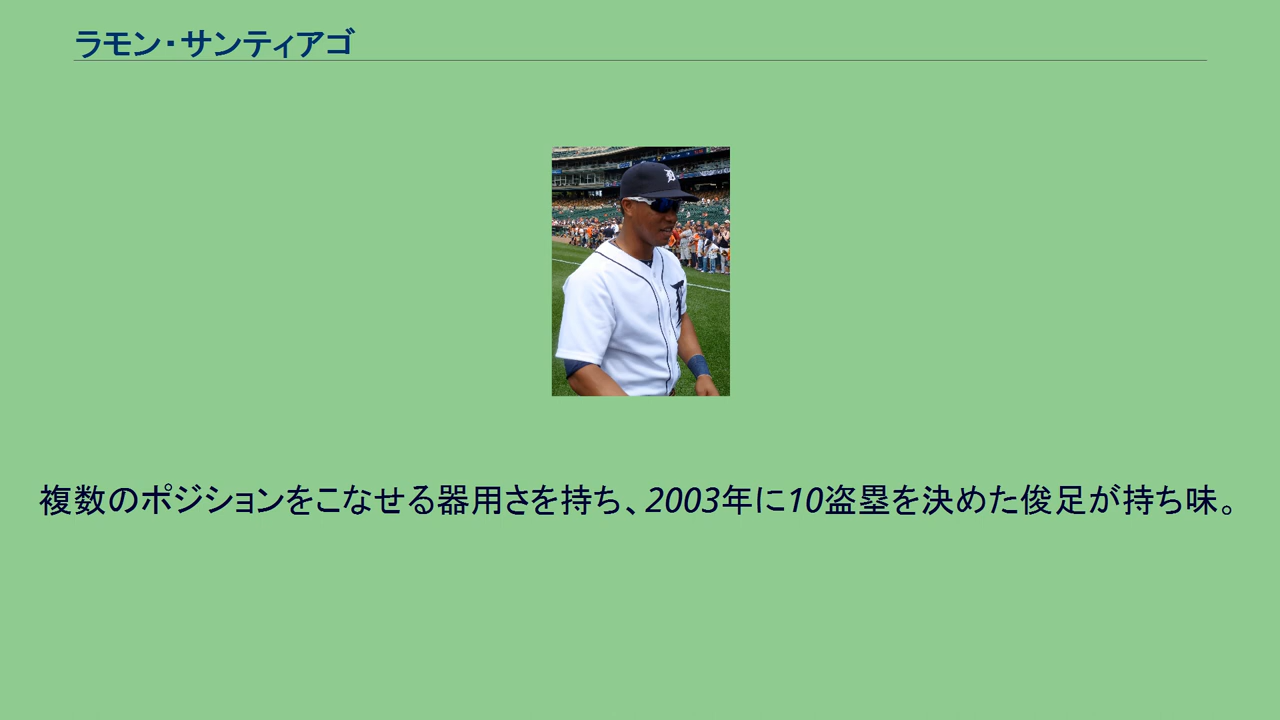 ラモン・サンティアゴ
複数のポジションをこなせる器用さを持ち、2003年に10盗塁を決めた俊足が持ち味。